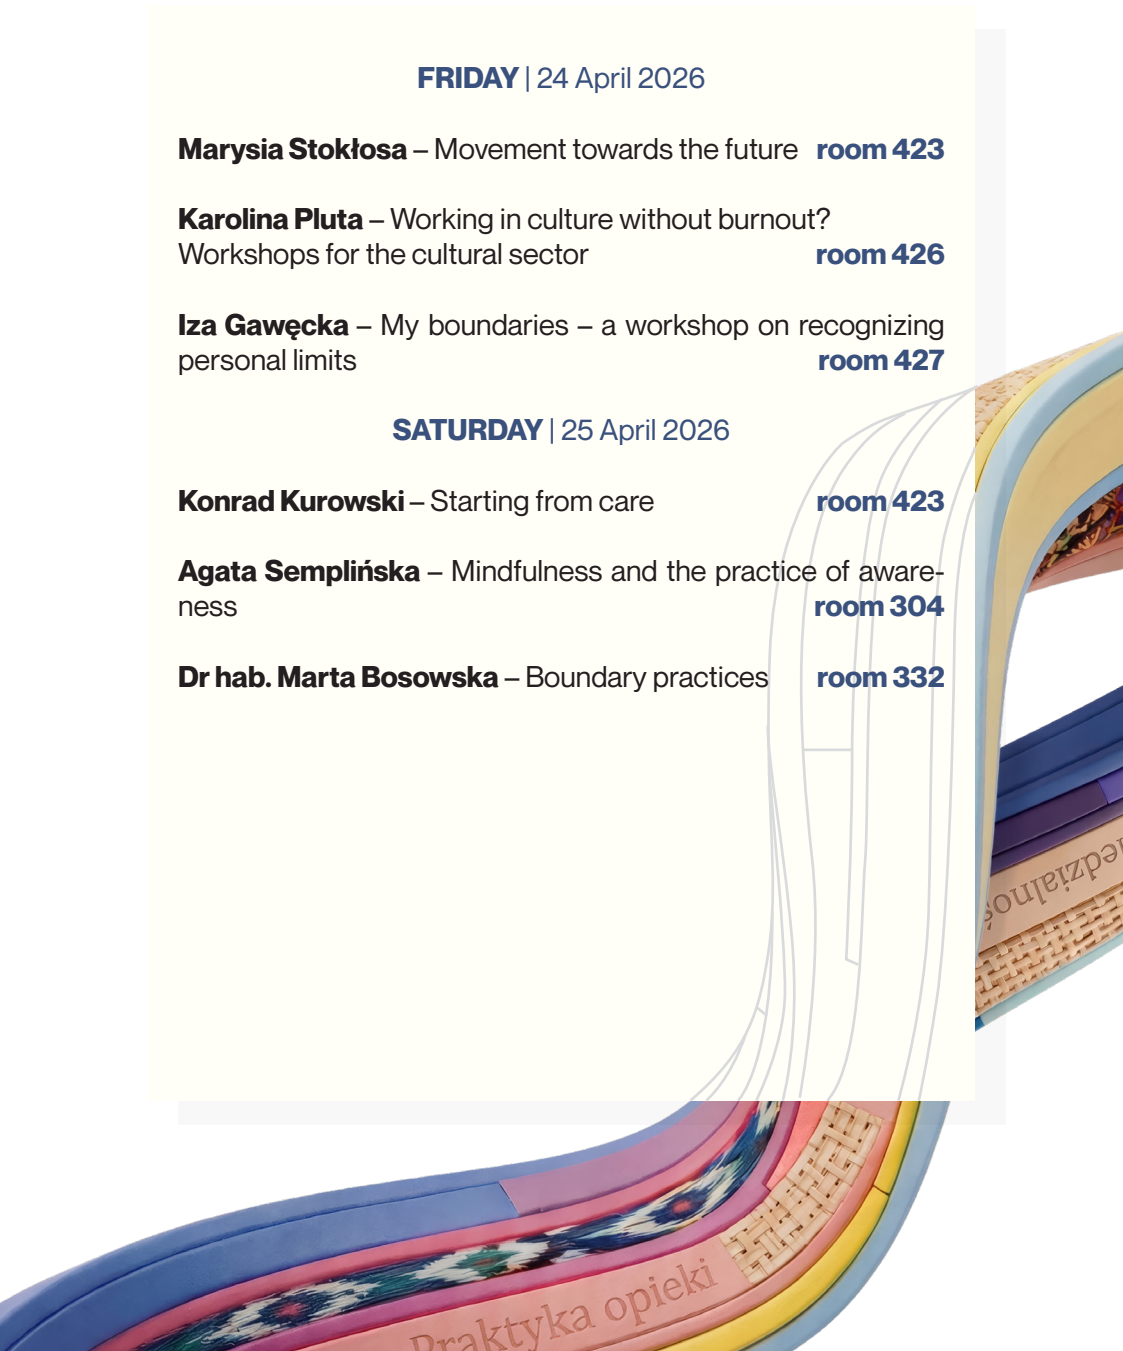 FRIDAY | 24 April 2026
Marysia Stokłosa – Movement towards the future room 423
Karolina Pluta – Working in culture without burnout?
Workshops for the cultural sector room 426
Iza Gawęcka – My boundaries – a workshop on recognizing
personal limits room 427
SATURDAY | 25 April 2026
Konrad Kurowski – Starting from care room 423
Agata Semplińska – Mindfulness and the practice of aware-
ness room 304
Dr hab. Marta Bosowska – Boundary practices room 332
Praktyka opieki